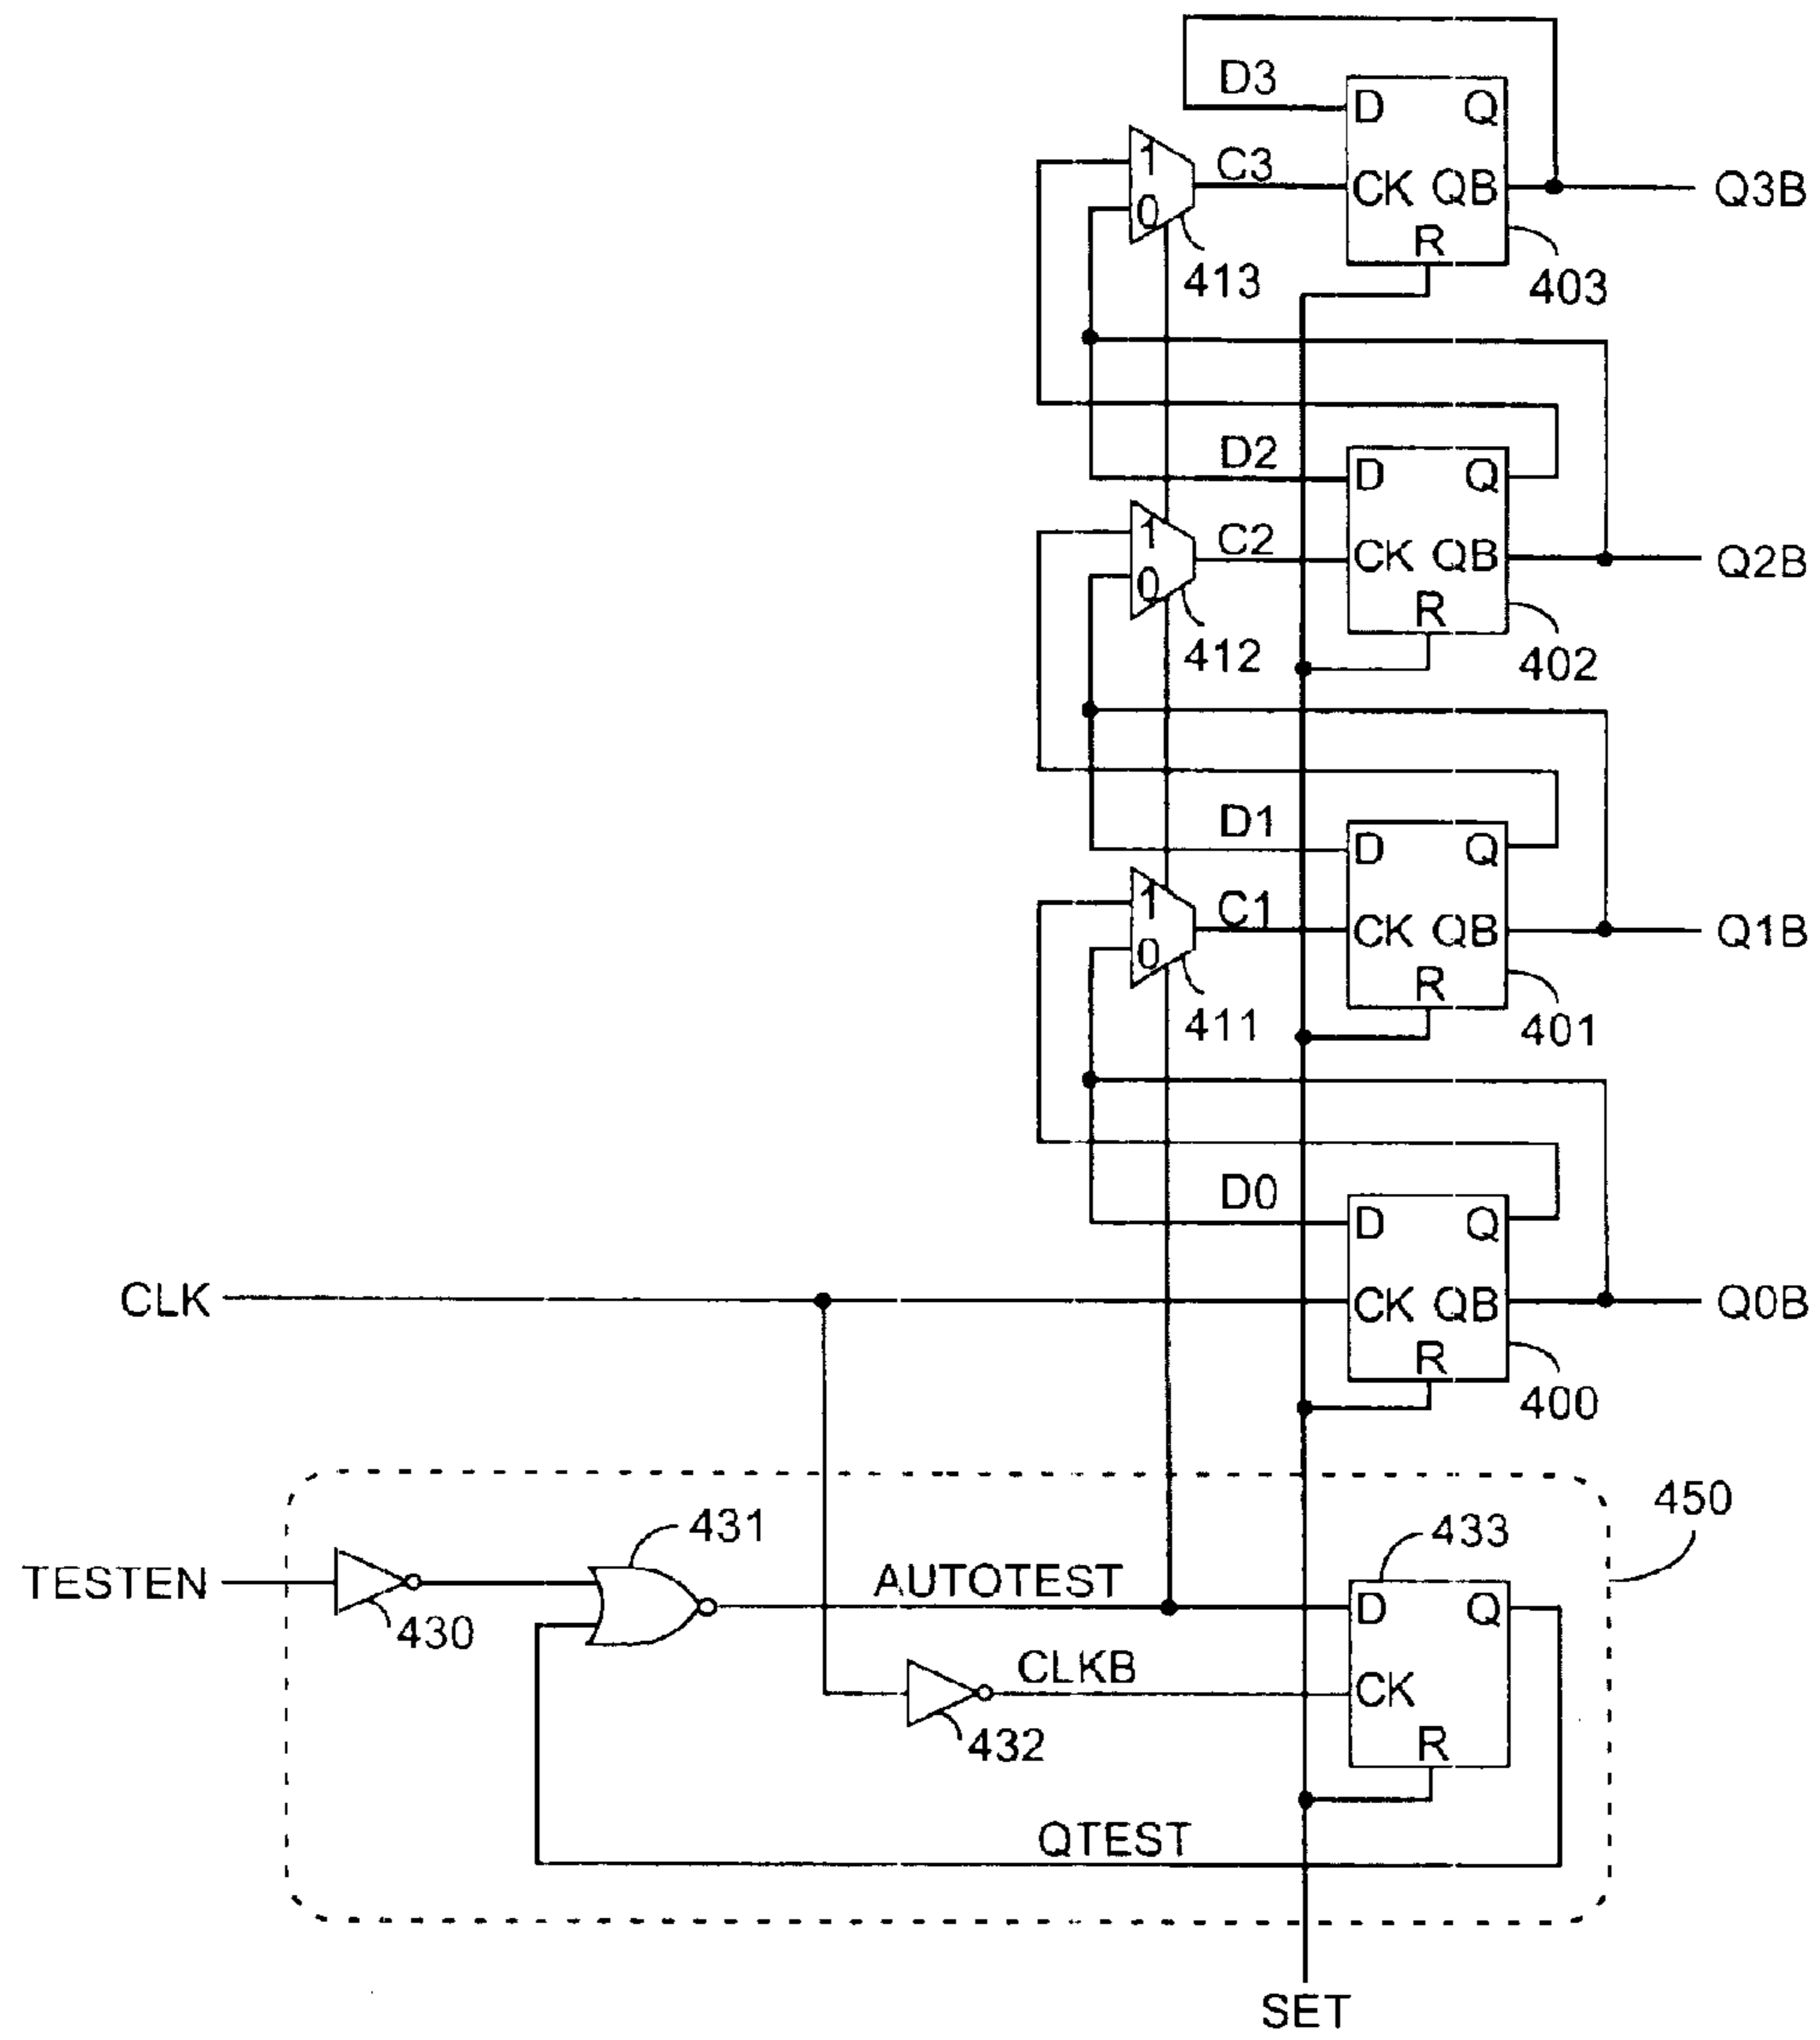 D3 D Q
1 C3 CK QB Q3B
0 R
413 403
D2 D Q
1 C2 CK QB Q2B
0 R
412 402
D1 D Q
1 C1 CK QB Q1B
0 R
411 401
D0 D Q
CLK CK QB Q0B
R
400
450
431 433
TESTEN AUTOTEST D Q
430
CLKB CK
432 R
QTEST
SET